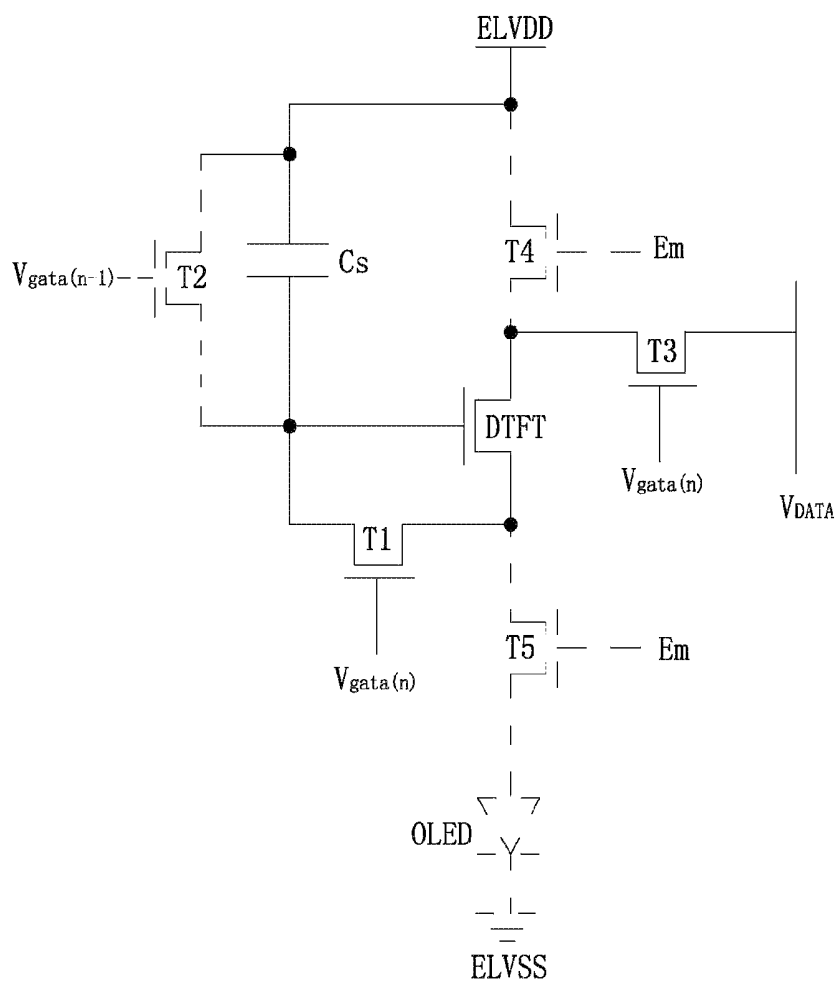 ELVDD
T4
Em
Vgata(n-1)
T2
Cs
T3
DTFT
Vgata(n)
VDATA
T1
T5
Em
Vgata(n)
OLED
ELVSS